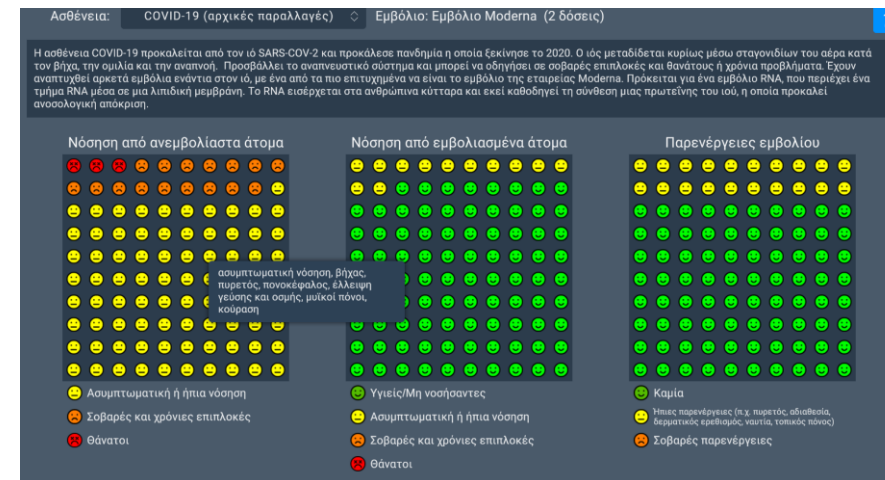 Ασθένεια: COVID-19 (αρχικές παραλλαγές) Εμβόλιο: Εμβόλιο Moderna (2 δόσεις)
Η ασθένεια COVID-19 προκαλείται από τον ιό SARS-COV-2 και προκάλεσε πανδημία η οποία ξεκίνησε το 2020. Ο ιός μεταδίδεται κυρίως μέσω σταγονιδίων του αέρα κατά
τον βήχα, την ομιλία και την αναπνοή. Προσβάλλει το αναπνευστικό σύστημα και μπορεί να οδηγήσει σε σοβαρές επιπλοκές και θανάτους ή χρόνια προβλήματα. Έχουν
αναπτυχθεί αρκετά εμβόλια ενάντια στον ιό, με ένα από τα πιο επιτυχημένα να είναι το εμβόλιο της εταιρείας Moderna. Πρόκειται για ένα εμβόλιο RNA, που περιέχει ένα
τμήμα RNA μέσα σε μια λιπιδική μεμβράνη. Το RNA εισέρχεται στα ανθρώπινα κύτταρα και εκεί καθοδηγεί τη σύνθεση μιας πρωτεΐνης του ιού, η οποία προκαλεί
ανοσολογική απόκριση.
Νόσηση από ανεμβολίαστα άτομα
ασυμπτωματική νόσηση, βήχας,
πυρετός, πονοκέφαλος, έλλειψη
γεύσης και οσμής, μυϊκοί πόνοι,
κούραση
Ασυμπτωματική ή ήπια νόσηση
Σοβαρές και χρόνιες επιπλοκές
Θάνατοι
Νόσηση από εμβολιασμένα άτομα
Υγιείς/Μη νοσήσαντες
Ασυμπτωματική ή ήπια νόσηση
Σοβαρές και χρόνιες επιπλοκές
Θάνατοι
Παρενέργειες εμβολίου
Καμία
Ήπιες παρενέργειες (π.χ. πυρετός, αδιαθεσία,
δερματικός ερεθισμός, ναυτία, τοπικός πόνος)
Σοβαρές παρενέργειες